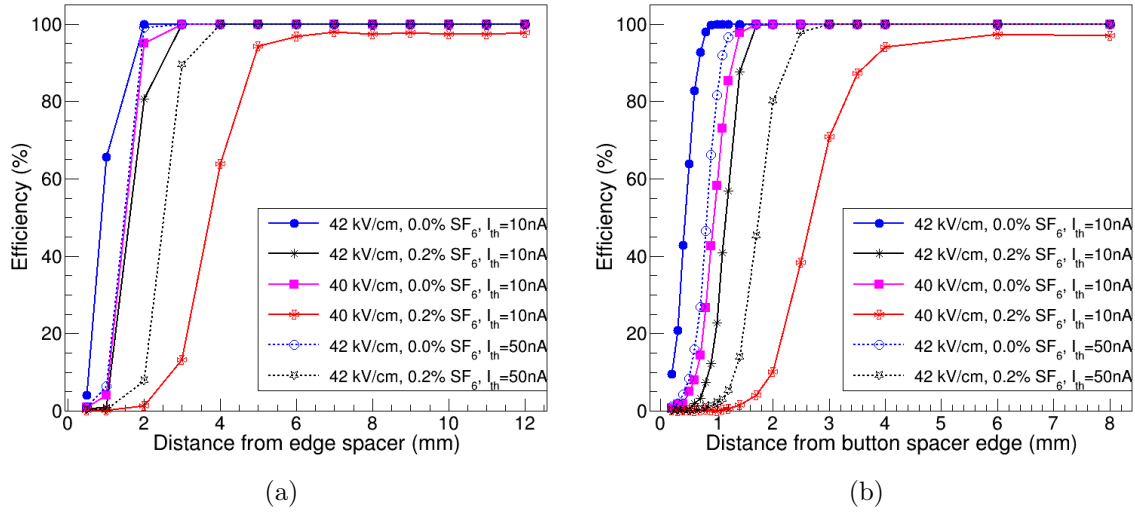 100
80
60
40
20
0
Efficiency (%)
42 kV/cm, 0.0% SF6, Ith=10nA
42 kV/cm, 0.2% SF6, Ith=10nA
40 kV/cm, 0.0% SF6, Ith=10nA
40 kV/cm, 0.2% SF6, Ith=10nA
42 kV/cm, 0.0% SF6, Ith=50nA
42 kV/cm, 0.2% SF6, Ith=50nA
0 2 4 6 8 10 12
Distance from edge spacer (mm)
(a)
100
80
60
40
20
0
Efficiency (%)
42 kV/cm, 0.0% SF6, Ith=10nA
42 kV/cm, 0.2% SF6, Ith=10nA
40 kV/cm, 0.0% SF6, Ith=10nA
40 kV/cm, 0.2% SF6, Ith=10nA
42 kV/cm, 0.0% SF6, Ith=50nA
42 kV/cm, 0.2% SF6, Ith=50nA
0 1 2 3 4 5 6 7 8
Distance from button spacer edge (mm)
(b)